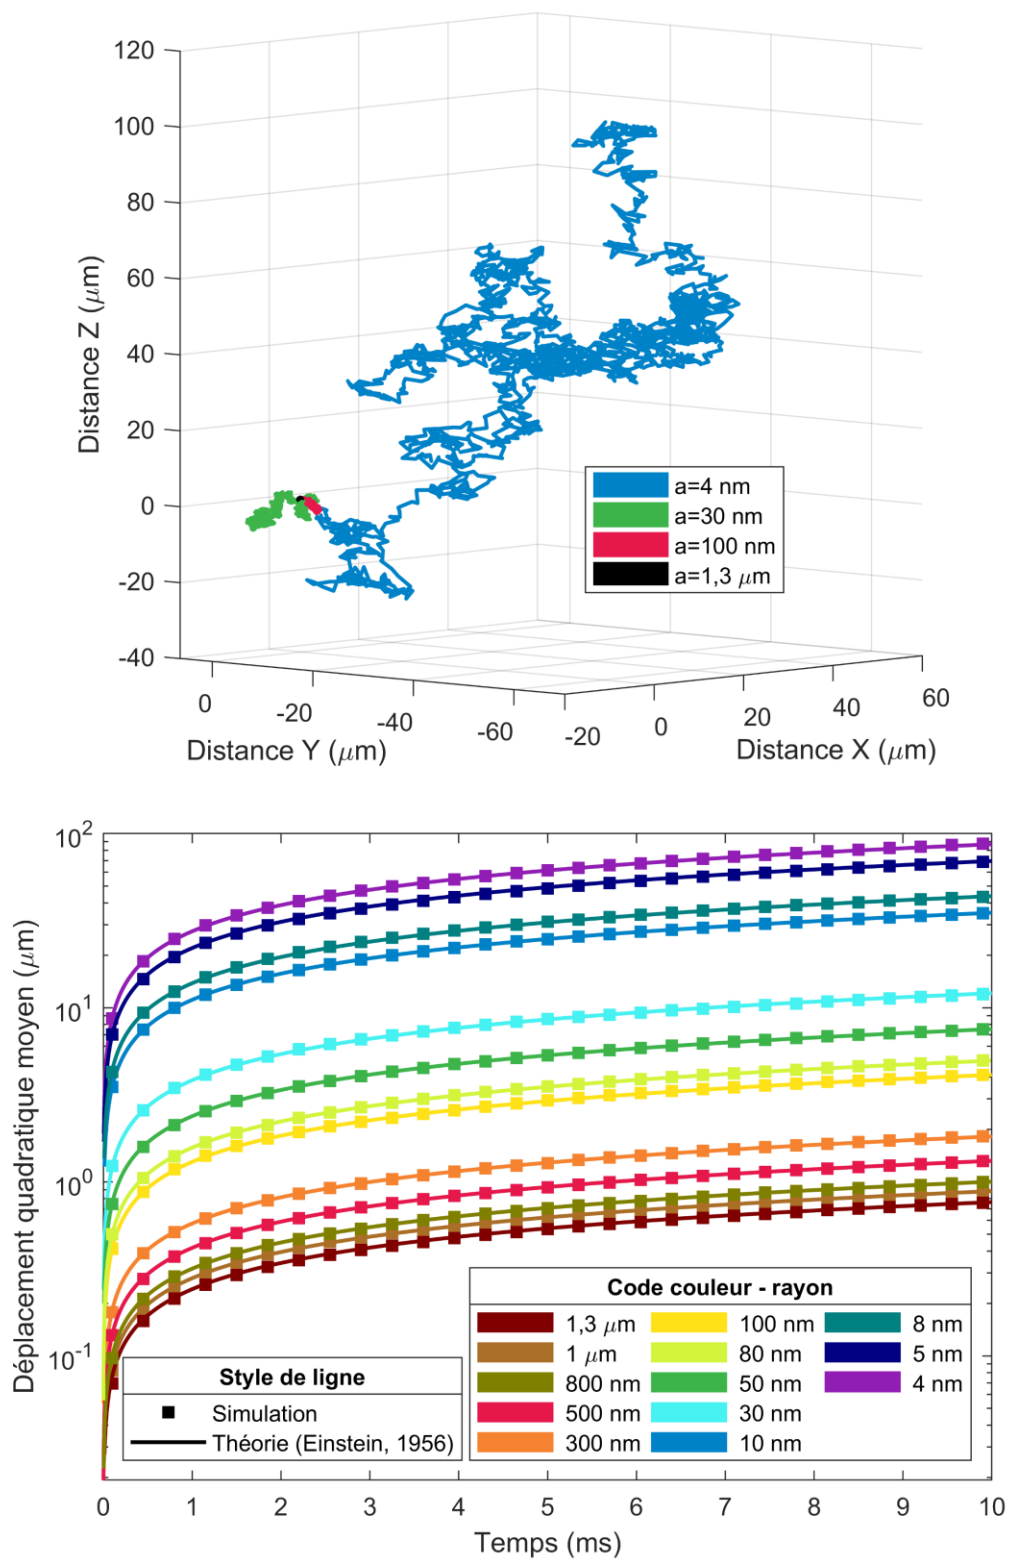 120
100
80
60
40
20
0
-20
-40
Distance Z (μm)
a=4 nm
a=30 nm
a=100 nm
a=1,3 μm
0
-20
-40
-60
-20
0
20
40
60
Distance Y (μm)
Distance X (μm)
10²
10¹
10⁰
10⁻¹
Déplacement quadratique moyen (μm)
Code couleur - rayon
1,3 μm
100 nm
8 nm
1 μm
80 nm
5 nm
800 nm
50 nm
4 nm
500 nm
30 nm
300 nm
10 nm
Style de ligne
Simulation
Théorie (Einstein, 1956)
0 1 2 3 4 5 6 7 8 9 10
Temps (ms)